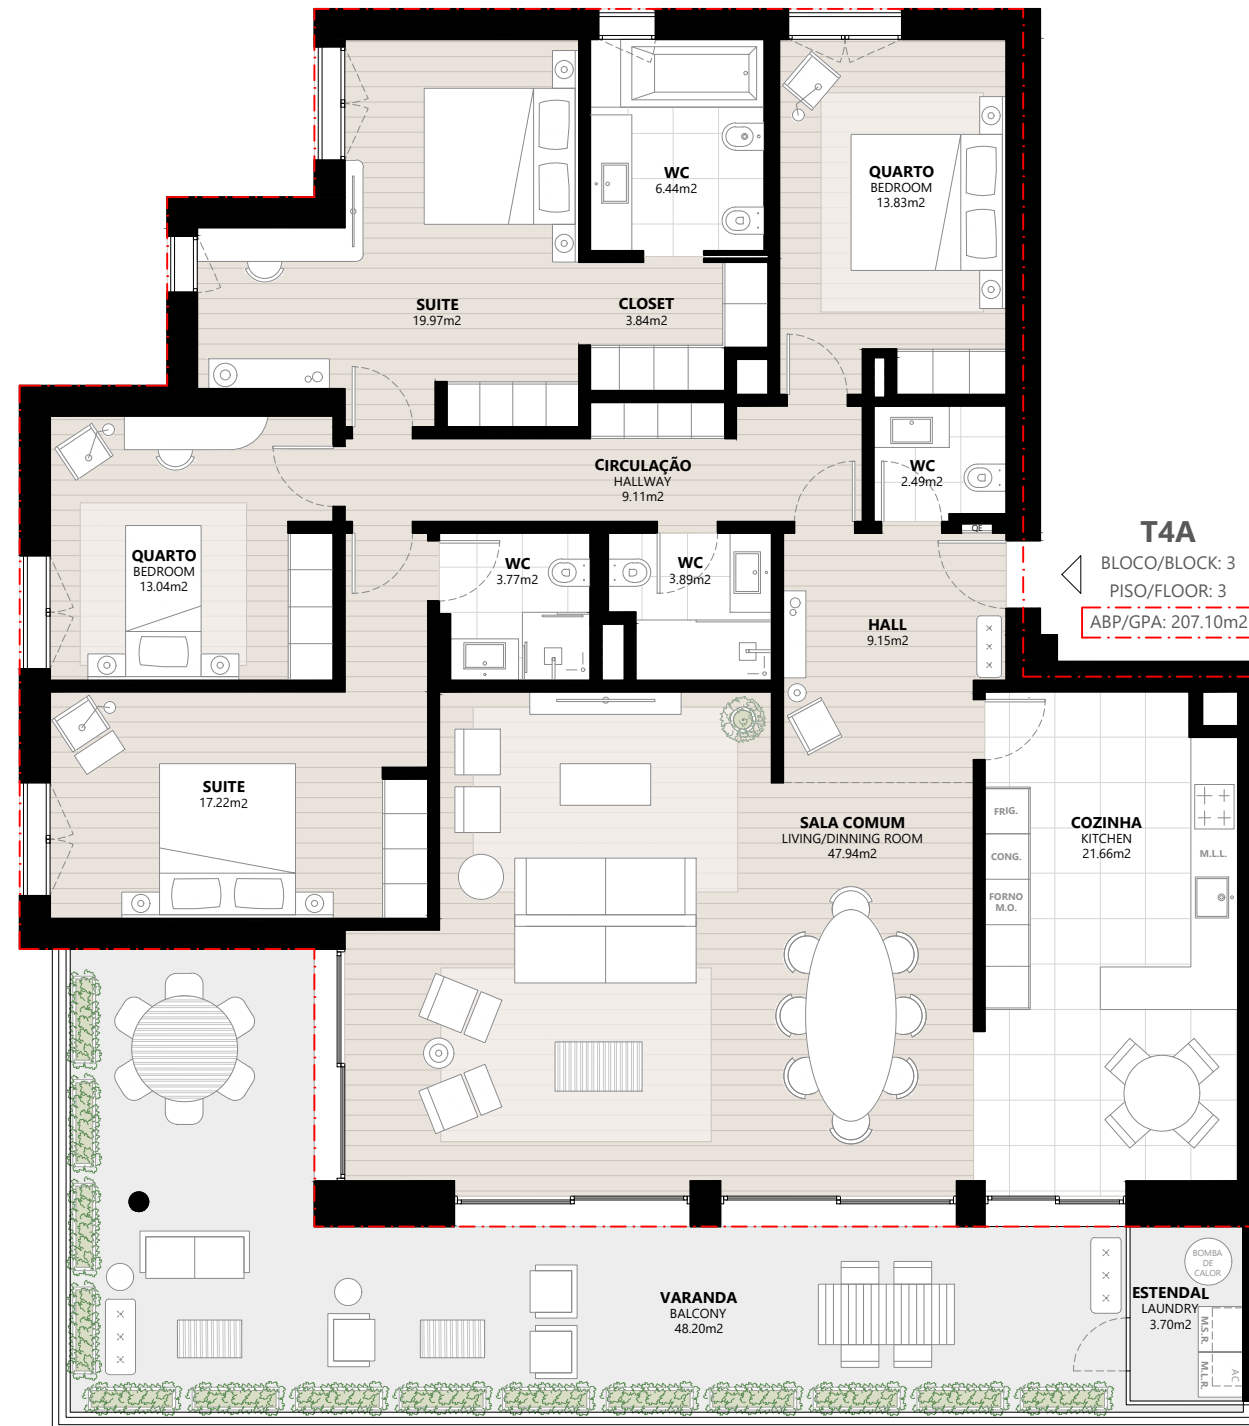 WC
6.44m2
QUARTO
BEDROOM
13.83m2
SUITE
19.97m2
CLOSET
3.84m2
CIRCULAÇÃO
HALLWAY
9.11m2
WC
2.49m2
QE
T4A
BLOCO/BLOCK: 3
PISO/FLOOR: 3
ABP/GPA: 207.10m2
QUARTO
BEDROOM
13.04m2
WC
3.77m2
WC
3.89m2
HALL
9.15m2
SUITE
17.22m2
SALA COMUM
LIVING/DINNING ROOM
47.94m2
FRIG.
CONG.
FORNO
M.O.
COZINHA
KITCHEN
21.66m2
M.L.L.
VARANDA
BALCONY
48.20m2
BOMBA
DE
CALOR
ESTENDAL
LAUNDRY
3.70m2
M.S.R.
M.L.R.
A.C.